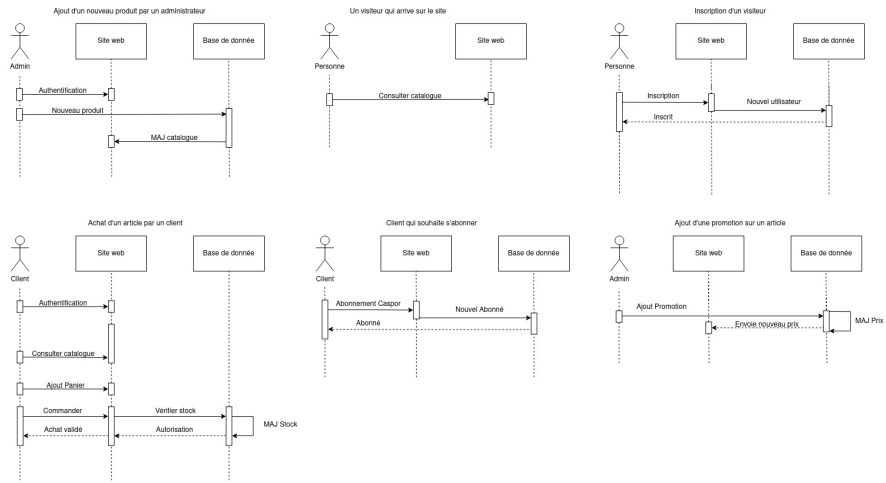 Ajout d'un nouveau produit par un administrateur
Site web
Base de donnée
Admin
Authentification
Nouveau produit
MAJ catalogue
Un visiteur qui arrive sur le site
Site web
Personne
Consulter catalogue
Inscription d'un visiteur
Site web
Base de donnée
Personne
Inscription
Nouvel utilisateur
Inscrit
Achat d'un article par un client
Site web
Base de donnée
Client
Authentification
Consulter catalogue
Ajout Panier
Commander
Vérifier stock
Achat validé
Autorisation
MAJ Stock
Client qui souhaite s'abonner
Site web
Base de donnée
Client
Abonnement Caspor
Nouvel Abonné
Abonné
Ajout d'une promotion sur un article
Site web
Base de donnée
Admin
Ajout Promotion
Envoie nouveau prix
MAJ Prix